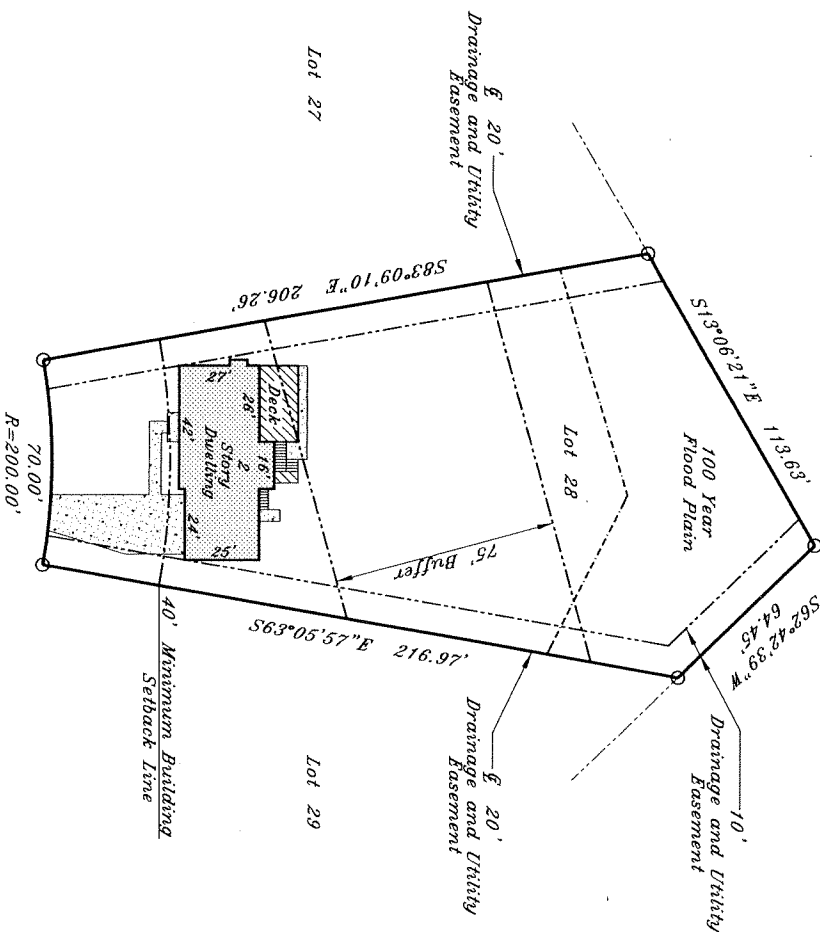 Lot 27
℄ 20'
Drainage and Utility
Easement
S83°09'10"E
206.26'
S13°06'21"E 113.63'
100 Year
Flood Plain
Lot 28
S62°42'39"W
64.45'
10'
Drainage and Utility
Easement
75' Buffer
Deck
26'
16'
27'
2
Story
Dwelling
42'
24'
25'
S63°05'57"E 216.97'
℄ 20'
Drainage and Utility
Easement
Lot 29
40' Minimum Building
Setback Line
70.00'
R=200.00'